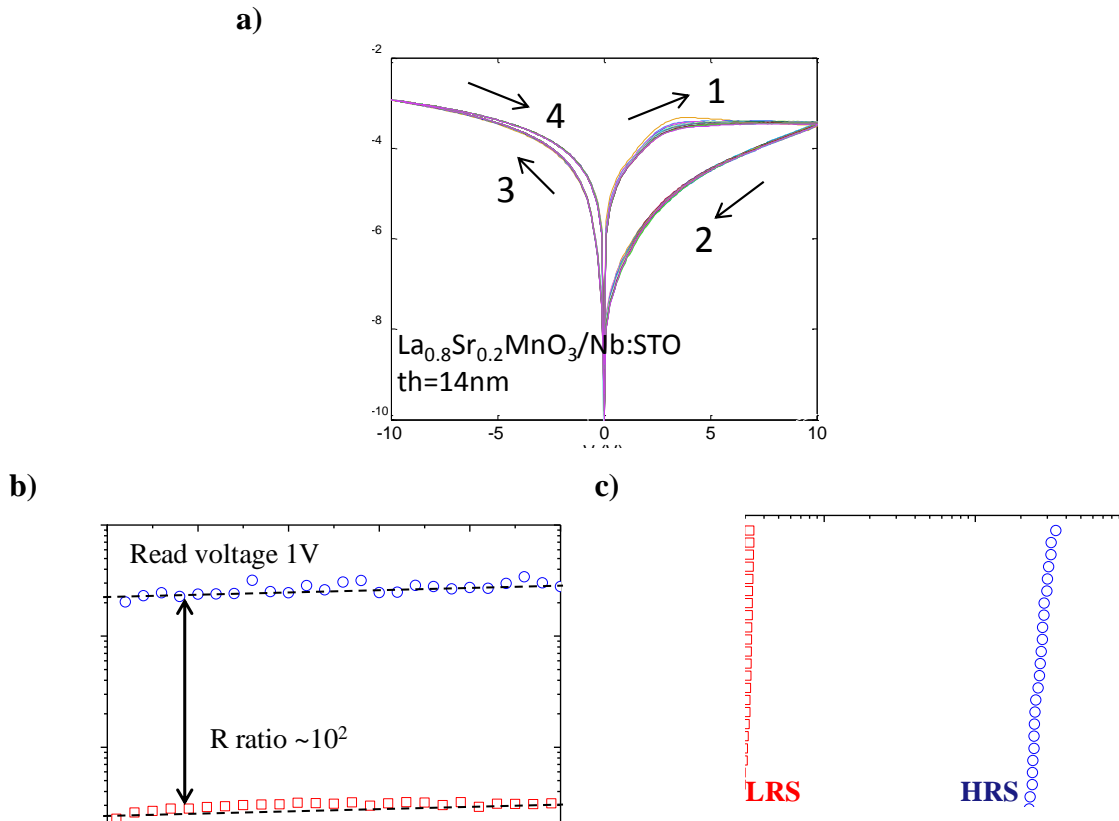 a)
-2
1
4
-4
3
2
-6
-8
La0.8Sr0.2MnO3/Nb:STO
th=14nm
-10
-10
-5
0
5
10
b)
c)
Read voltage 1V
R ratio ~10²
LRS
HRS